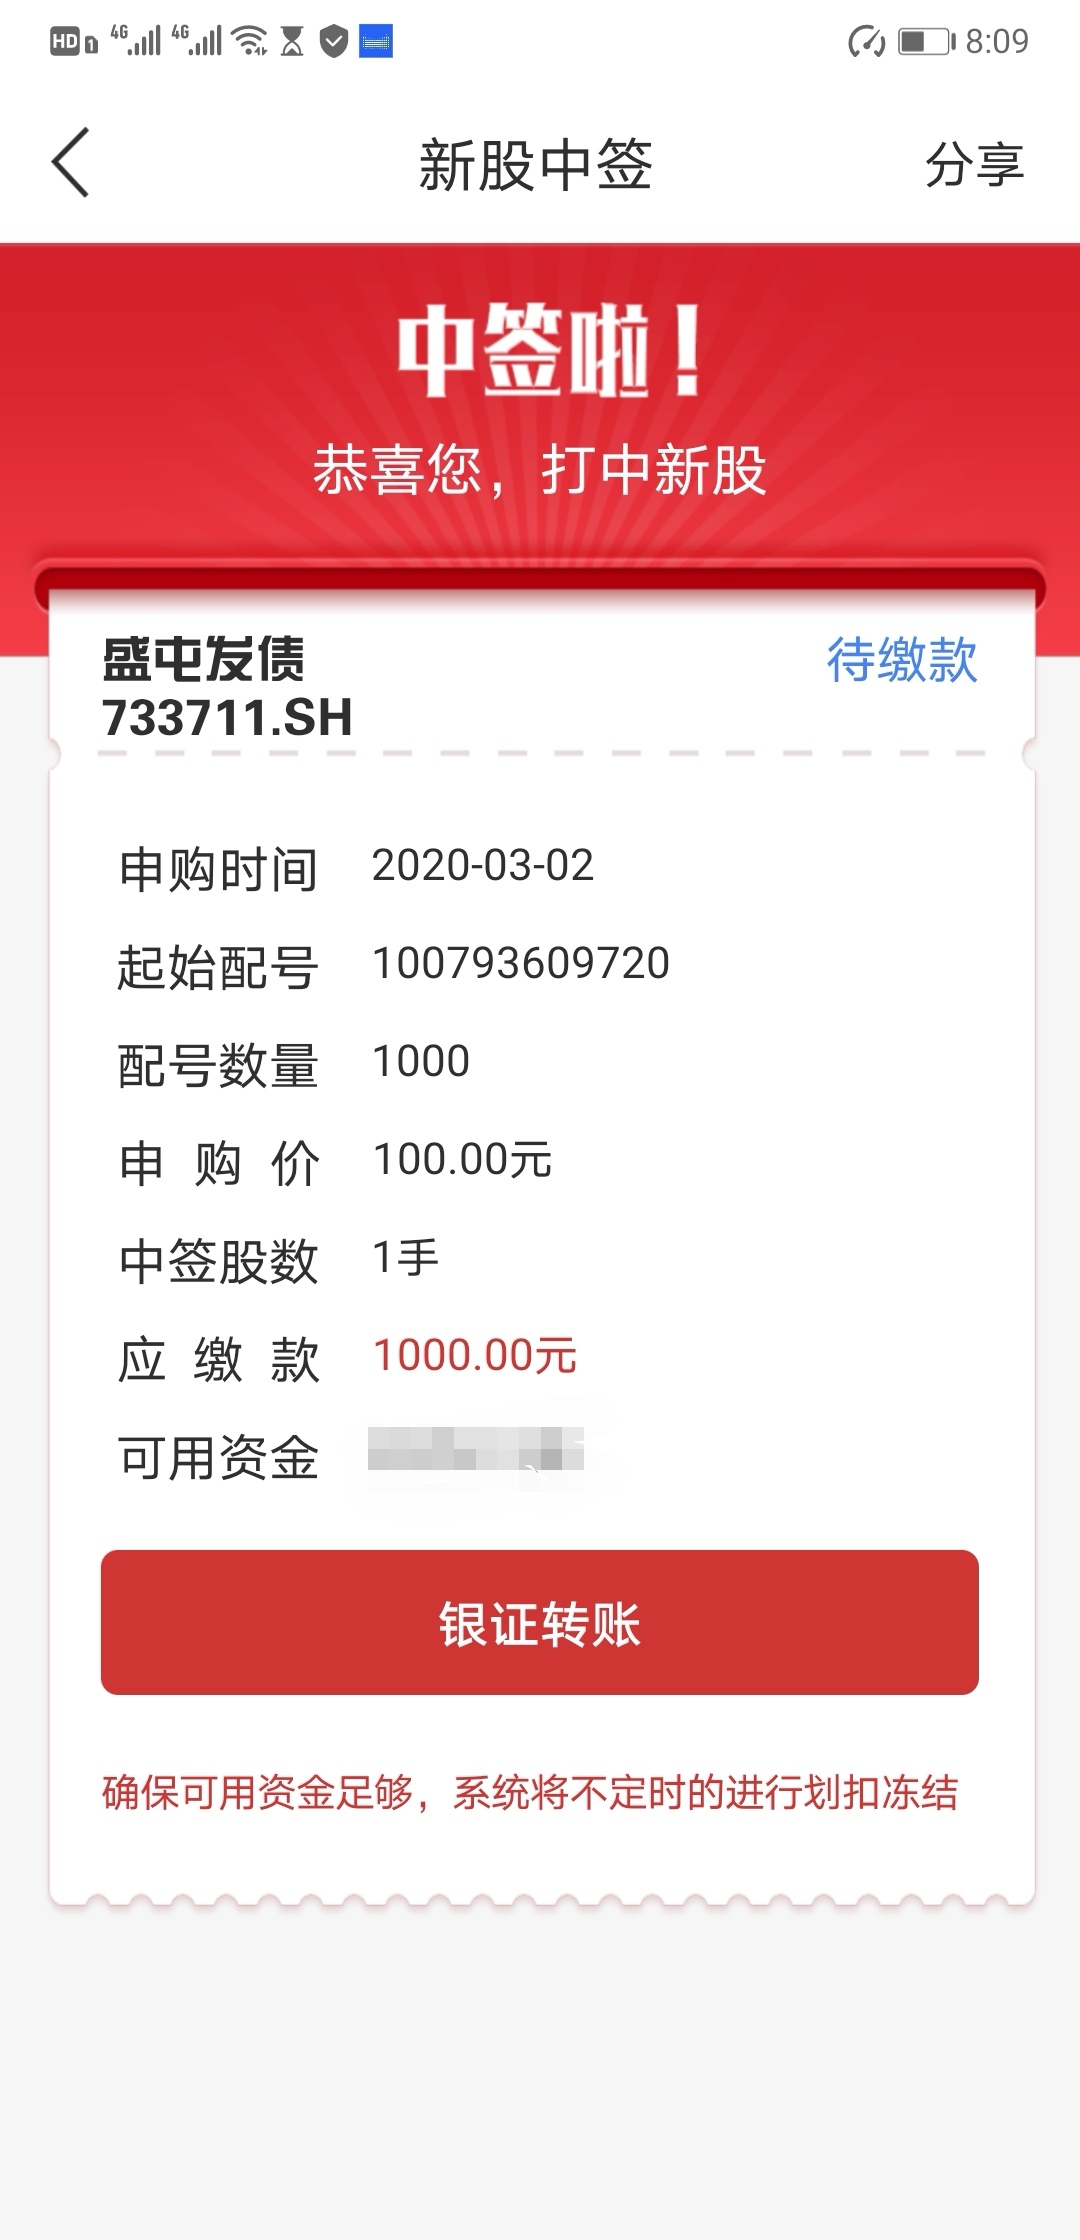 HD 1 4G 4G 8:09
新股中签 分享
中签啦！
恭喜您，打中新股
盛屯发债 待缴款
733711.SH
申购时间 2020-03-02
起始配号 100793609720
配号数量 1000
申购价 100.00元
中签股数 1手
应缴款 1000.00元
可用资金
银证转账
确保可用资金足够，系统将不定时的进行划扣冻结